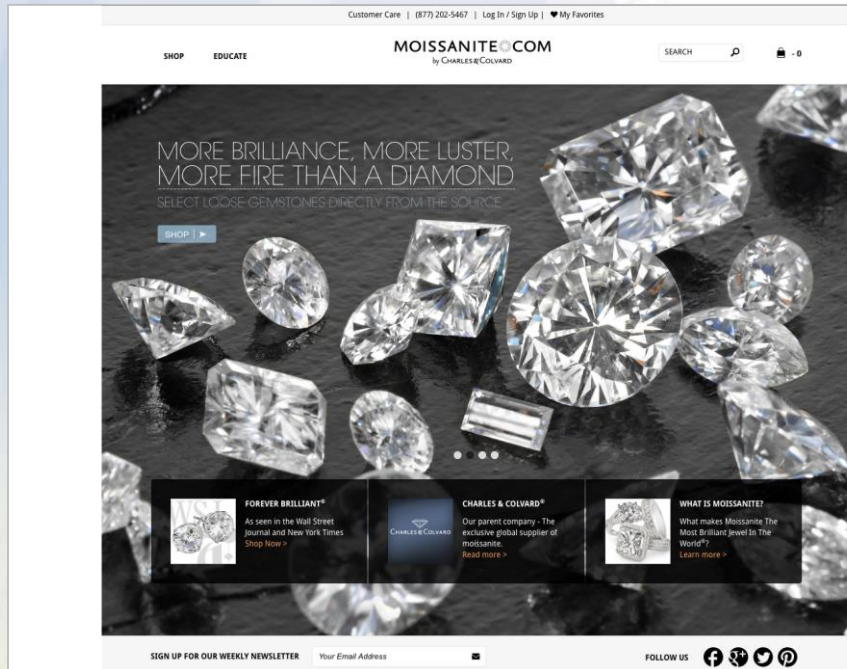 Customer Care | (877) 202-5467 | Log In / Sign Up | My Favorites
SHOP EDUCATE
MOISSANITE COM
by CHARLES & COLVARD
SEARCH
- 0
MORE BRILLIANCE, MORE LUSTER,
MORE FIRE THAN A DIAMOND
SELECT LOOSE GEMSTONES DIRECTLY FROM THE SOURCE
SHOP
FOREVER BRILLIANT®
As seen in the Wall Street
Journal and New York Times
Shop Now >
CHARLES & COLVARD
CHARLES & COLVARD®
Our parent company - The
exclusive global supplier of
moissanite.
Read more >
WHAT IS MOISSANITE?
What makes Moissanite The
Most Brilliant Jewel In The
World®?
Learn more >
SIGN UP FOR OUR WEEKLY NEWSLETTER Your Email Address
FOLLOW US